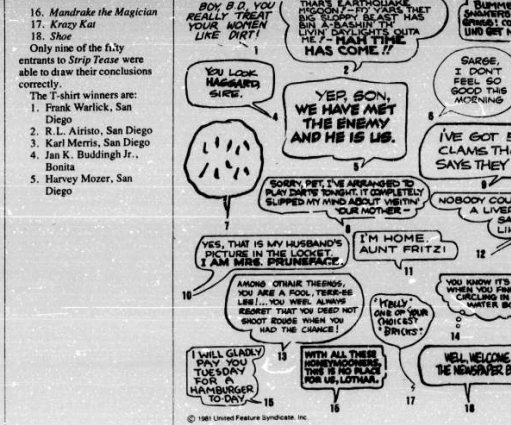 16. Mandrake the Magician
17. Krazy Kat
18. Shoe
Only nine of the fifty
entrants to Strip Tease were
able to draw their conclusions
correctly.
The T-shirt winners are:
1. Frank Warlick, San
Diego
2. R.L. Airisto, San Diego
3. Karl Merris, San Diego
4. Jan K. Buddingh Jr.,
Bonita
5. Harvey Mozer, San
Diego
BOY, B.D., YOU
REALLY TREAT
YOUR WOMEN
LIKE DIRT!
1
THAR'S EARTHQUAKE
MCGOON!-FO' YARS THET
BIG SLOPPY BEAST HAS
BIN A-BASHIN' TH'
LIVIN' DAYLIGHTS OUTA
ME!- MAH TIME
HAS COME!!
2
YOU LOOK
HAGGARD,
SIRE.
4
YEP, SON,
WE HAVE MET
THE ENEMY
AND HE IS US.
5
SARGE,
I DON'T
FEEL SO
GOOD THIS
MORNING
6
7
SORRY, PET, I'VE ARRANGED TO
PLAY DARTS TONIGHT. IT COMPLETELY
SLIPPED MY MIND ABOUT VISITIN'
YOUR MOTHER-
8
I'VE GOT
CLAMS
SAYS THEY
9
YES, THAT IS MY HUSBAND'S
PICTURE IN THE LOCKET.
I AM MRS. PRUNEFACE.
10
I'M HOME,
AUNT FRITZI
11
NOBODY
A
12
AMONG OTHAIR THEENGS,
YOU ARE A FOOL, TERR-EE
LEE!...YOU WEEL ALWAYS
REGRET THAT YOU DEED NOT
SHOOT ROUGE WHEN YOU
HAD THE CHANCE!
13
YOU KNOW IT'S
WHEN YOU
CIRCLING IN
WATER
14
I WILL GLADLY
PAY YOU
TUESDAY
FOR A
HAMBURGER
TO-DAY
15
WITH ALL THESE
HONEYMOONERS,
THIS IS NO PLACE
FOR US, LOTHAR.
16
"KELLY,"
ONE OF YOUR
CHOICEST
"BRICKS".
17
WELL, WELCOME
THE NEWSPAPER
18
© 1981 United Feature Syndicate, Inc.